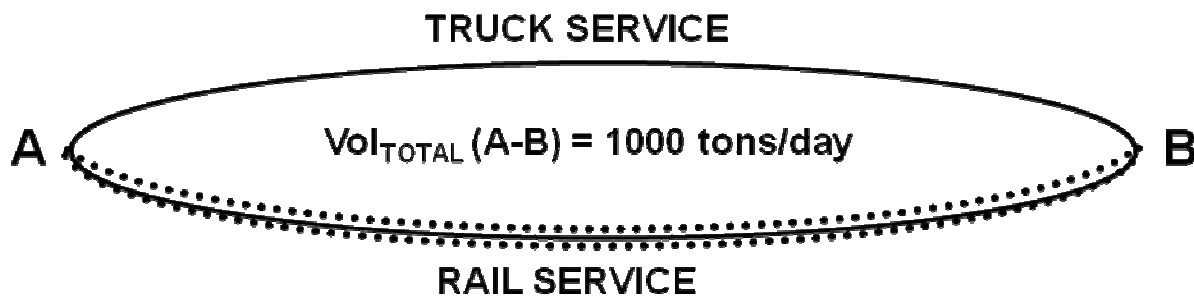 TRUCK SERVICE
A Vol_TOTAL (A-B) = 1000 tons/day B
RAIL SERVICE